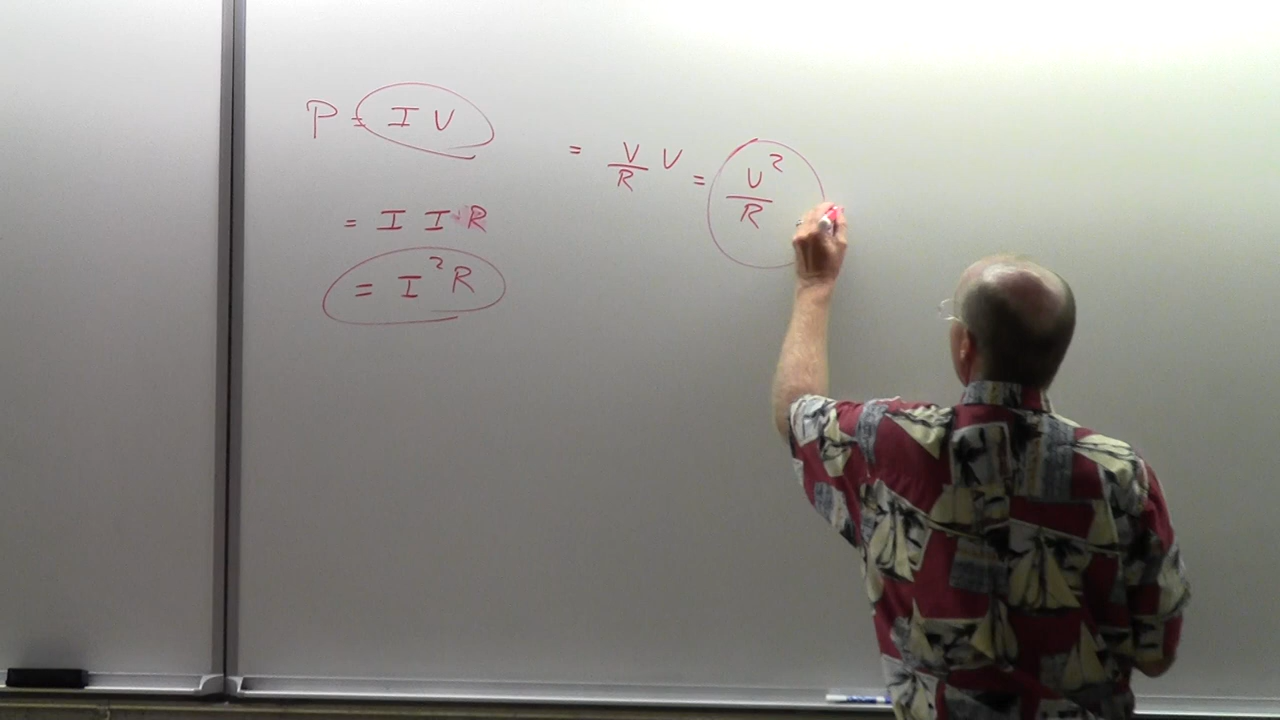 P = I V
= V/R V = V²/R
= I I R
= I²R